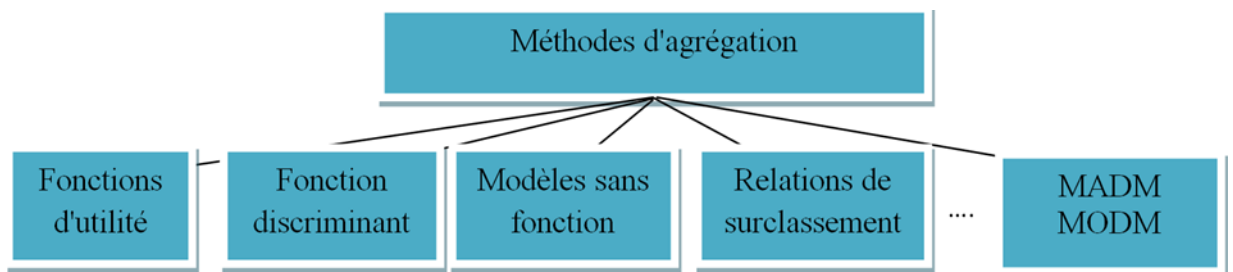 Méthodes d'agrégation
Fonctions
d'utilité
Fonction
discriminant
Modèles sans
fonction
Relations de
surclassement
....
MADM
MODM